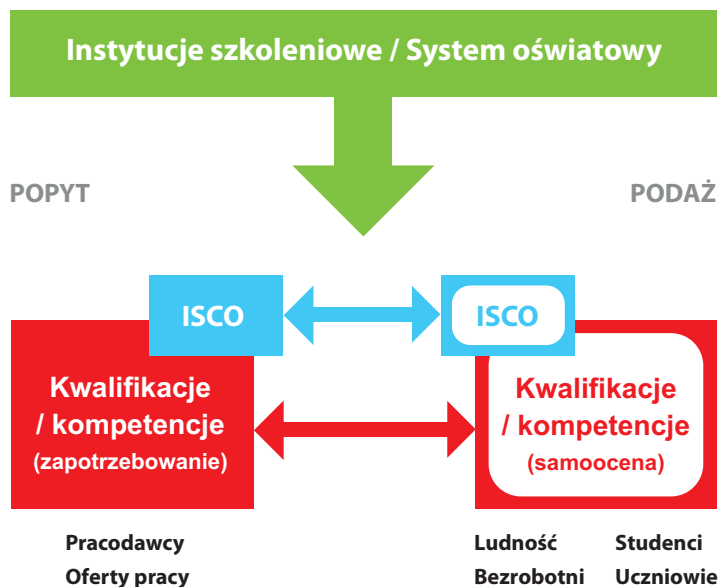 Instytucje szkoleniowe / System oświatowy
POPYT
PODAŻ
ISCO
ISCO
Kwalifikacje
/ kompetencje
(zapotrzebowanie)
Kwalifikacje
/ kompetencje
(samoocena)
Pracodawcy
Oferty pracy
Ludność
Bezrobotni
Studenci
Uczniowie